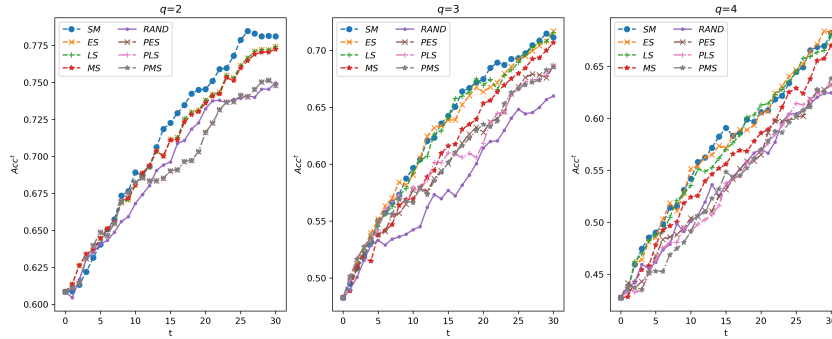 q=2
0.775
0.750
0.725
0.700
0.675
0.650
0.625
0.600
Acc^t
0 5 10 15 20 25 30
t
SM RAND
ES PES
LS PLS
MS PMS
q=3
0.70
0.65
0.60
0.55
0.50
Acc^t
0 5 10 15 20 25 30
t
SM RAND
ES PES
LS PLS
MS PMS
q=4
0.65
0.60
0.55
0.50
0.45
Acc^t
0 5 10 15 20 25 30
t
SM RAND
ES PES
LS PLS
MS PMS